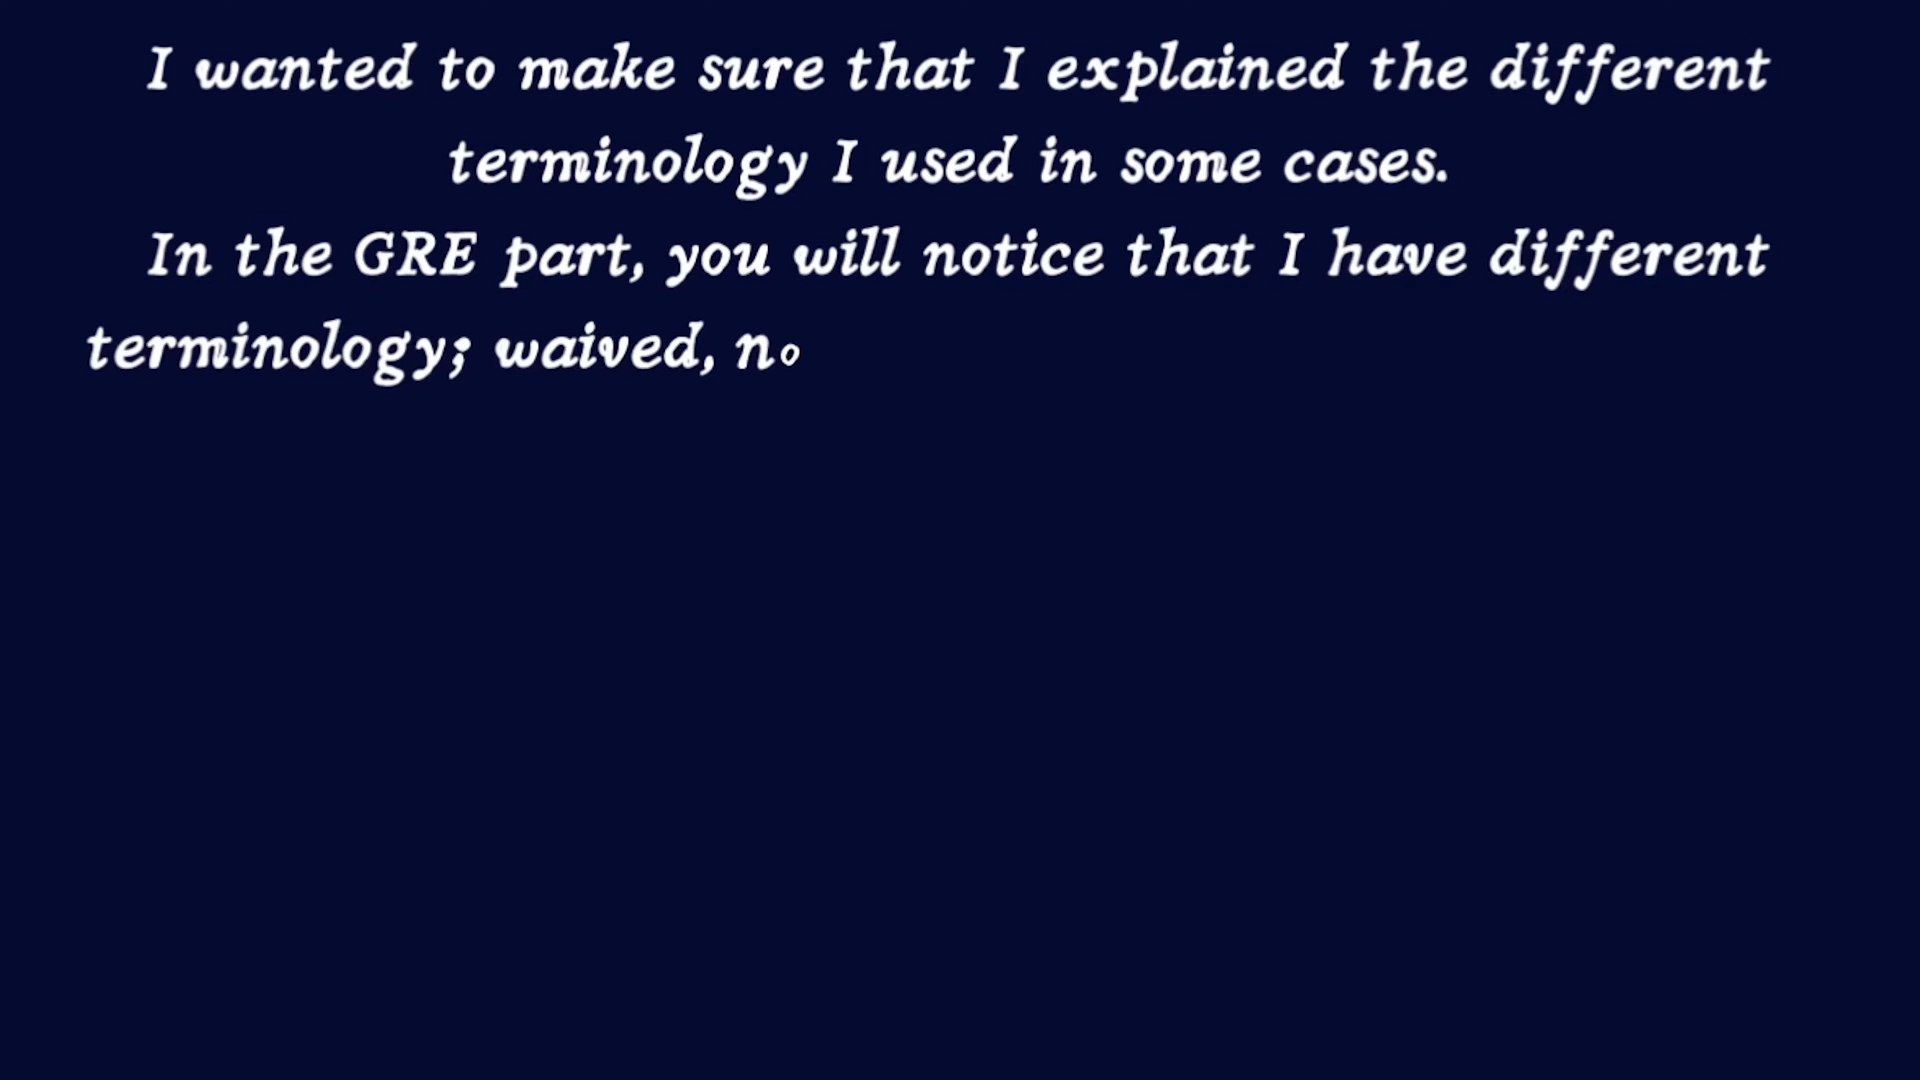 I wanted to make sure that I explained the different
terminology I used in some cases.
In the GRE part, you will notice that I have different
terminology; waived, no